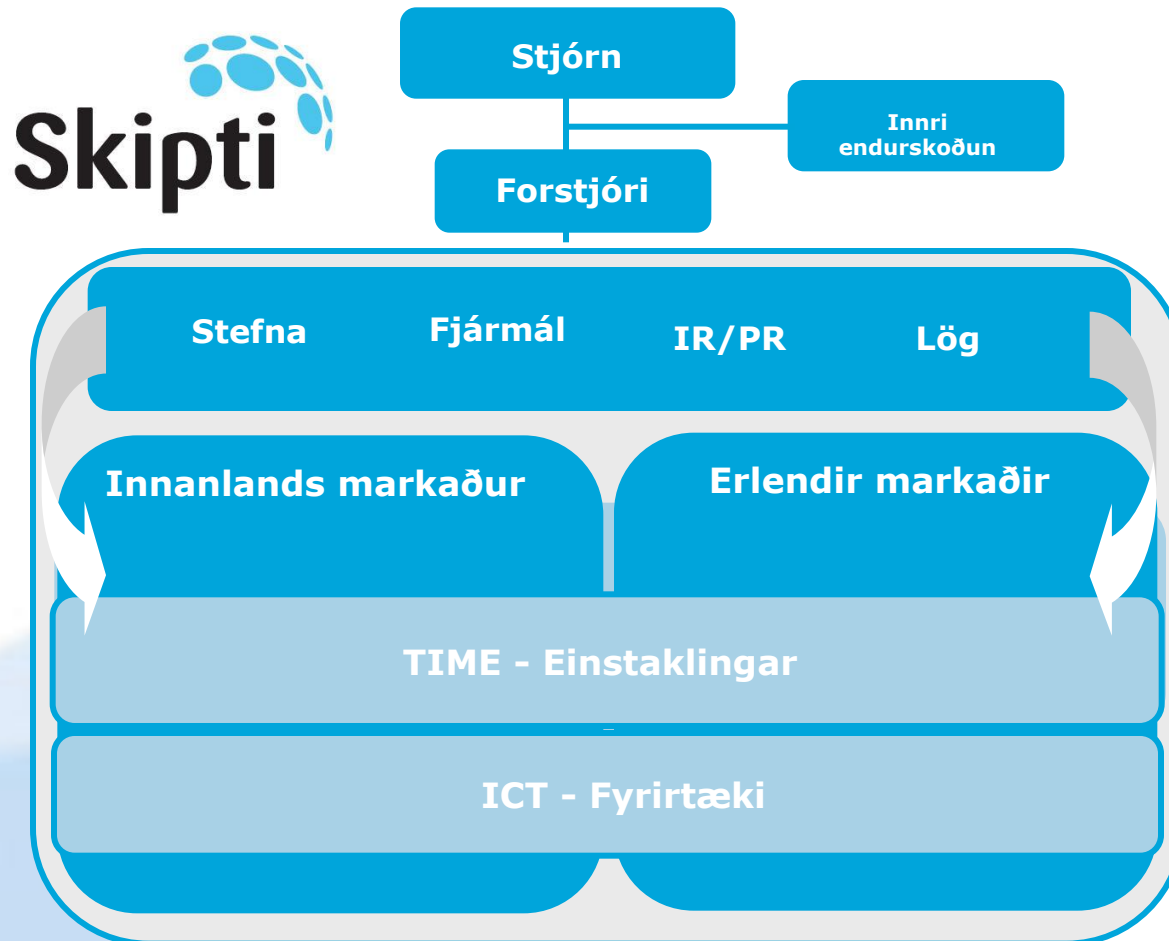 Skipti
Stjórn
Innri
endurskoðun
Forstjóri
Stefna
Fjármál
IR/PR
Lög
Innanlands markaður
Erlendir markaðir
TIME - Einstaklingar
ICT - Fyrirtæki